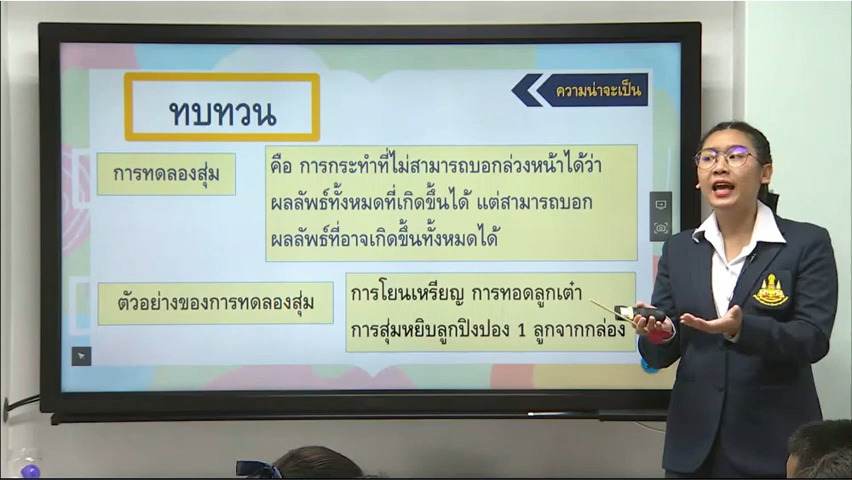 ความน่าจะเป็น
ทบทวน
การทดลองสุ่ม
คือ การกระทำที่ไม่สามารถบอกล่วงหน้าได้ว่า
ผลลัพธ์ทั้งหมดที่เกิดขึ้นได้ แต่สามารถบอก
ผลลัพธ์ที่อาจเกิดขึ้นทั้งหมดได้
ตัวอย่างของการทดลองสุ่ม
การโยนเหรียญ การทอดลูกเต๋า
การสุ่มหยิบลูกปิงปอง 1 ลูกจากกล่อง